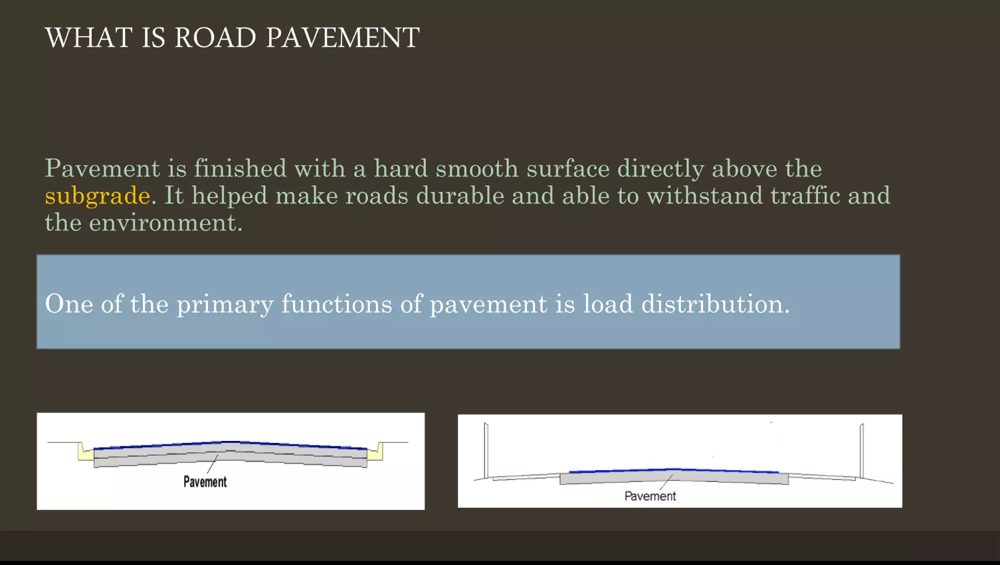 WHAT IS ROAD PAVEMENT
Pavement is finished with a hard smooth surface directly above the
subgrade. It helped make roads durable and able to withstand traffic and
the environment.
One of the primary functions of pavement is load distribution.
Pavement
Pavement